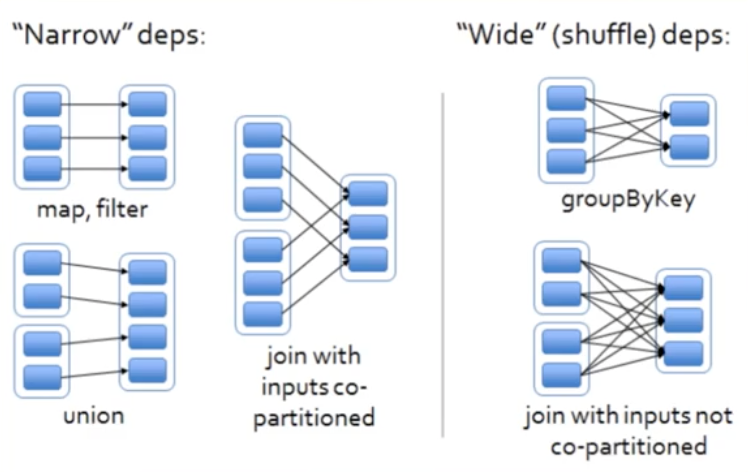 “Narrow” deps:
map, filter
union
join with
inputs co-
partitioned
“Wide” (shuffle) deps:
groupByKey
join with inputs not
co-partitioned